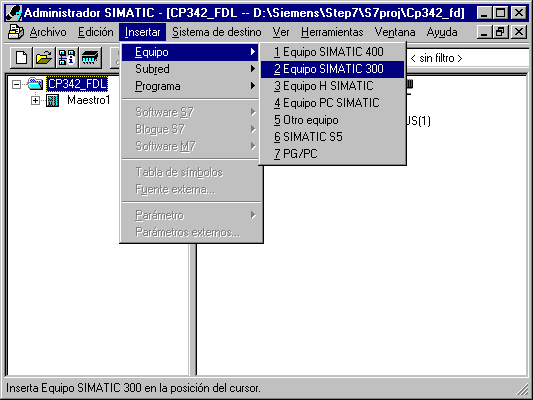 Administrador SIMATIC - [CP342_FDL -- D:\Siemens\Step7\S7proj\Cp342_fd]
Archivo Edición Insertar Sistema de destino Ver Herramientas Ventana Ayuda
Equipo
Subred
Programa
Software S7
Bloque S7
Software M7
Tabla de símbolos
Fuente externa...
Parámetro
Parámetros externos...
1 Equipo SIMATIC 400
2 Equipo SIMATIC 300
3 Equipo H SIMATIC
4 Equipo PC SIMATIC
5 Otro equipo
6 SIMATIC S5
7 PG/PC
< sin filtro >
CP342_FDL
Maestro1
US(1)
Inserta Equipo SIMATIC 300 en la posición del cursor.